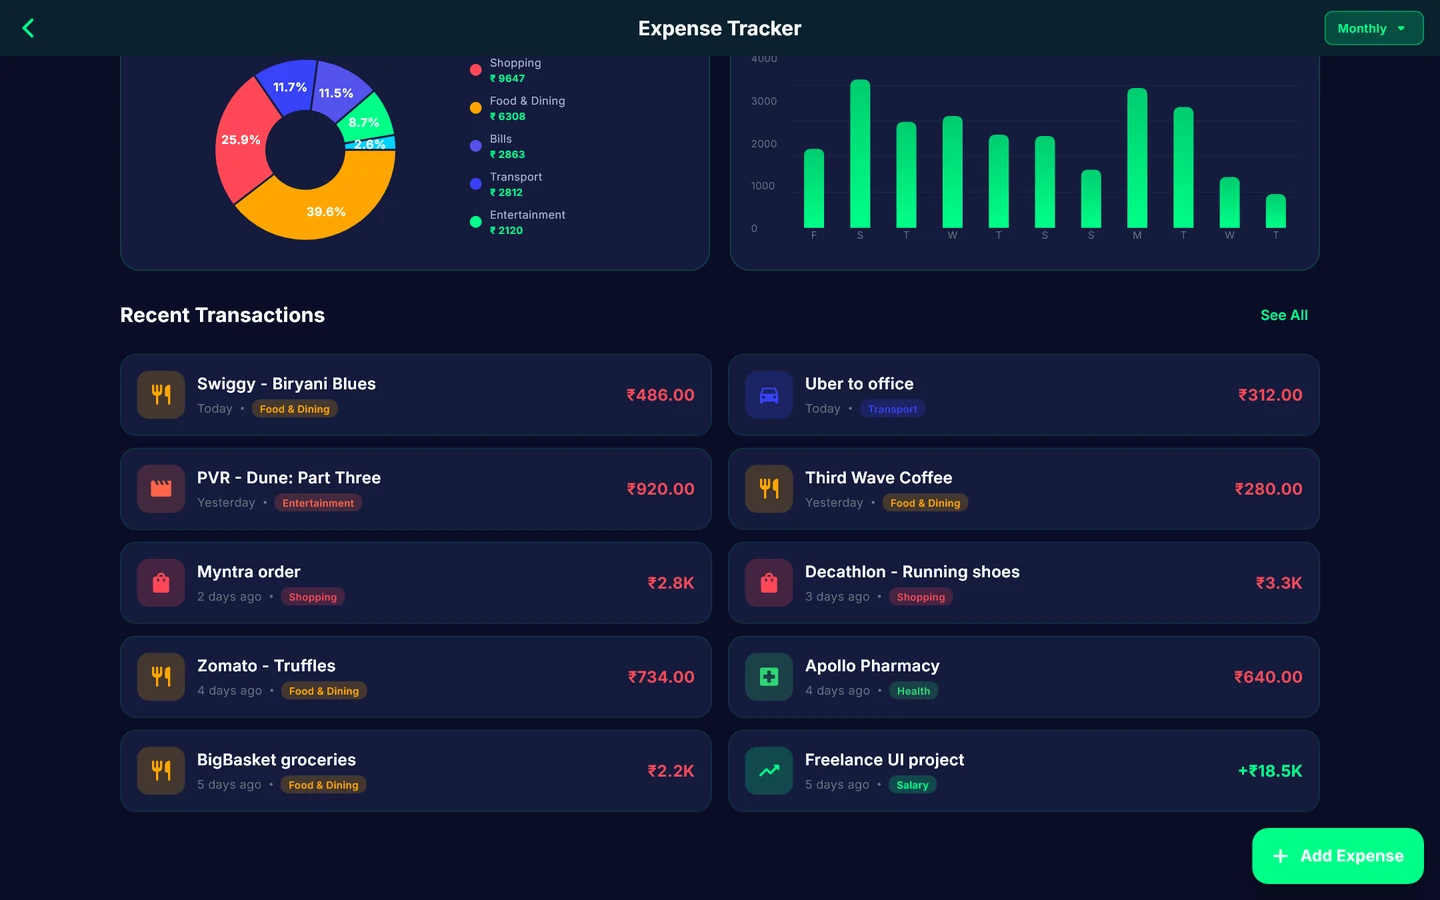 Expense Tracker
Monthly
11.7%
11.5%
8.7%
2.6%
25.9%
39.6%
Shopping
₹ 9647
Food & Dining
₹ 6308
Bills
₹ 2863
Transport
₹ 2812
Entertainment
₹ 2120
4000
3000
2000
1000
0
F S T W T S S M T W T
Recent Transactions
See All
Swiggy - Biryani Blues
Today • Food & Dining
₹486.00
Uber to office
Today • Transport
₹312.00
PVR - Dune: Part Three
Yesterday • Entertainment
₹920.00
Third Wave Coffee
Yesterday • Food & Dining
₹280.00
Myntra order
2 days ago • Shopping
₹2.8K
Decathlon - Running shoes
3 days ago • Shopping
₹3.3K
Zomato - Truffles
4 days ago • Food & Dining
₹734.00
Apollo Pharmacy
4 days ago • Health
₹640.00
BigBasket groceries
5 days ago • Food & Dining
₹2.2K
Freelance UI project
5 days ago • Salary
+₹18.5K
+ Add Expense